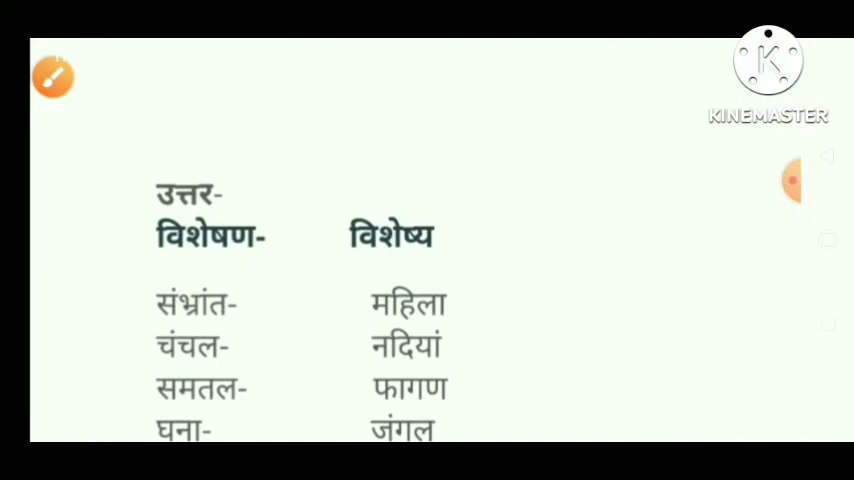 KINEMASTER
उत्तर-
विशेषण- विशेष्य
संभ्रांत- महिला
चंचल- नदियां
समतल- फागण
घना- जंगल